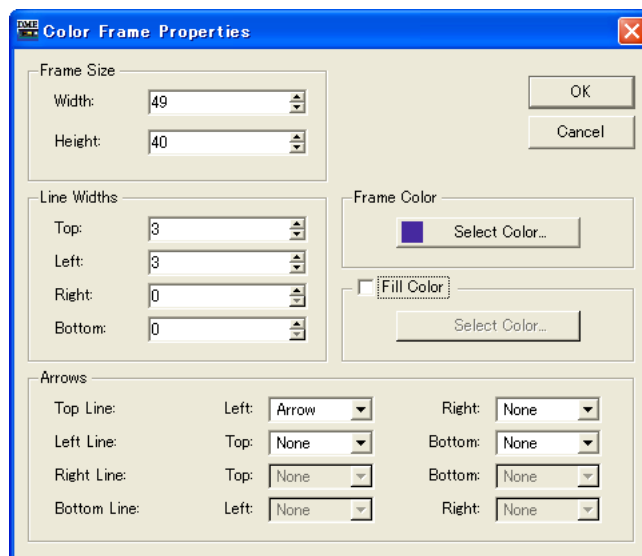 DME
Color Frame Properties
Frame Size
Width: 49
Height: 40
OK
Cancel
Line Widths
Top: 3
Left: 3
Right: 0
Bottom: 0
Frame Color
Select Color...
Fill Color
Select Color...
Arrows
Top Line: Left: Arrow Right: None
Left Line: Top: None Bottom: None
Right Line: Top: None Bottom: None
Bottom Line: Left: None Right: None